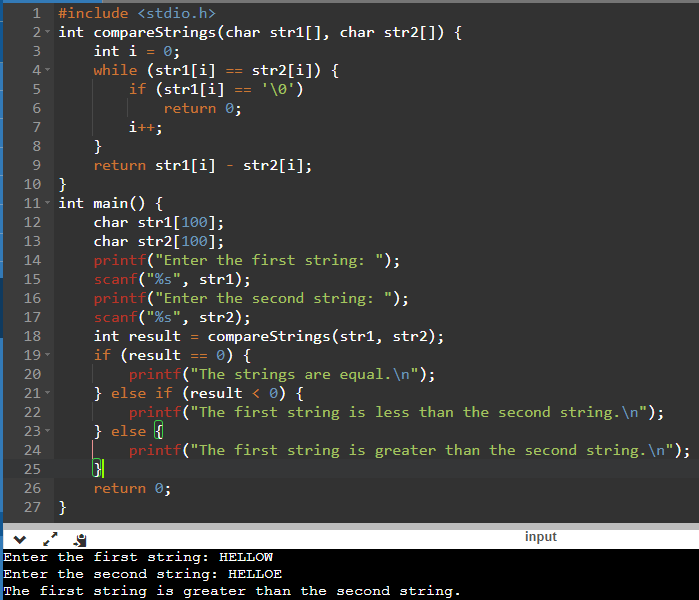 1 #include <stdio.h>
2 int compareStrings(char str1[], char str2[]) {
3     int i = 0;
4     while (str1[i] == str2[i]) {
5         if (str1[i] == '\0')
6             return 0;
7         i++;
8     }
9     return str1[i] - str2[i];
10 }
11 int main() {
12     char str1[100];
13     char str2[100];
14     printf("Enter the first string: ");
15     scanf("%s", str1);
16     printf("Enter the second string: ");
17     scanf("%s", str2);
18     int result = compareStrings(str1, str2);
19     if (result == 0) {
20         printf("The strings are equal.\n");
21     } else if (result < 0) {
22         printf("The first string is less than the second string.\n");
23     } else {
24         printf("The first string is greater than the second string.\n");
25     }
26     return 0;
27 }
input
Enter the first string: HELLOW
Enter the second string: HELLOE
The first string is greater than the second string.